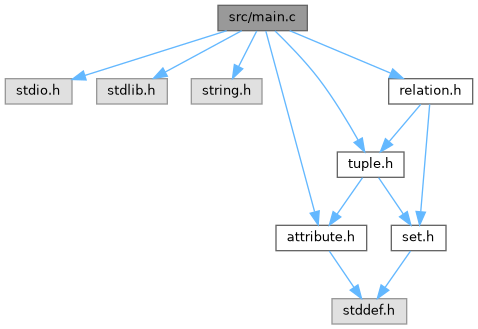 src/main.c
stdio.h
stdlib.h
string.h
relation.h
tuple.h
attribute.h
set.h
stddef.h